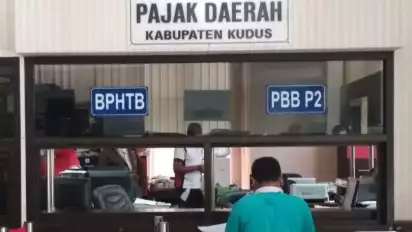 PAJAK DAERAH
KABUPATEN KUDUS
BPHTB
PBB P2